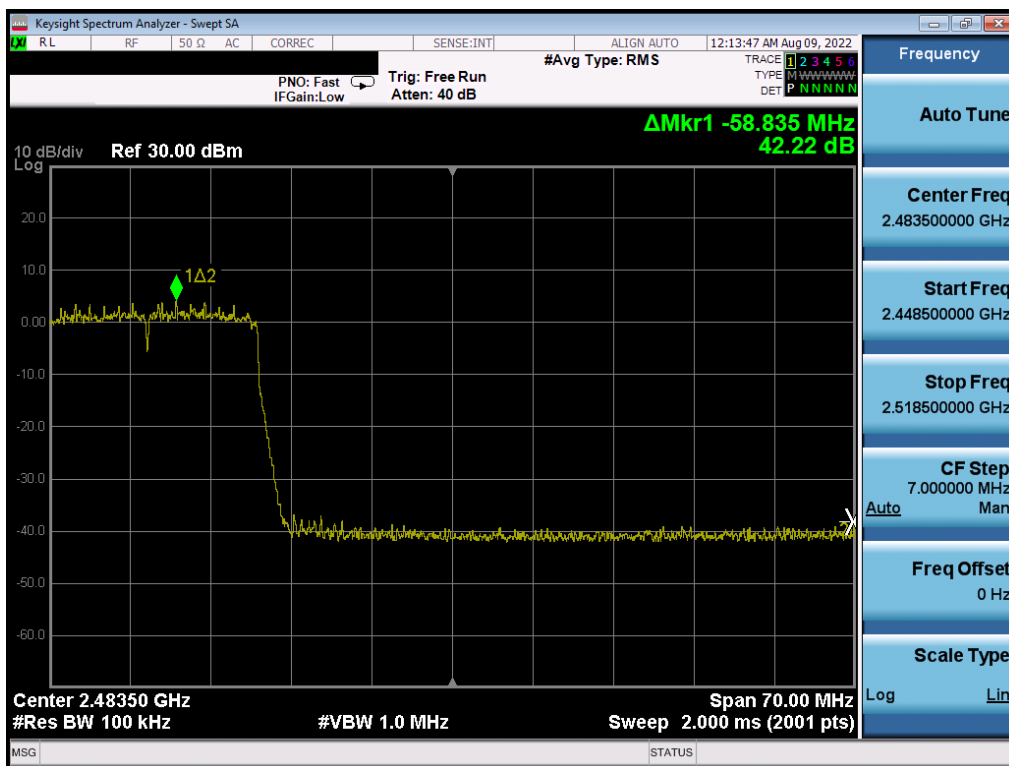 Keysight Spectrum Analyzer - Swept SA
LXI RL RF 50 Ω AC CORREC SENSE:INT ALIGN AUTO 12:13:47 AM Aug 09, 2022
#Avg Type: RMS
TRACE 1 2 3 4 5 6
PNO: Fast
Trig: Free Run
TYPE M WWWWW
IFGain:Low
Atten: 40 dB
DET P N N N N N
ΔMkr1 -58.835 MHz
42.22 dB
10 dB/div Ref 30.00 dBm
Log
20.0
10.0
1Δ2
0.00
-10.0
-20.0
-30.0
-40.0
-50.0
-60.0
Center 2.48350 GHz Span 70.00 MHz
#Res BW 100 kHz #VBW 1.0 MHz Sweep 2.000 ms (2001 pts)
MSG STATUS
Frequency
Auto Tune
Center Freq
2.483500000 GHz
Start Freq
2.448500000 GHz
Stop Freq
2.518500000 GHz
CF Step
7.000000 MHz
Auto Man
Freq Offset
0 Hz
Scale Type
Log Lin